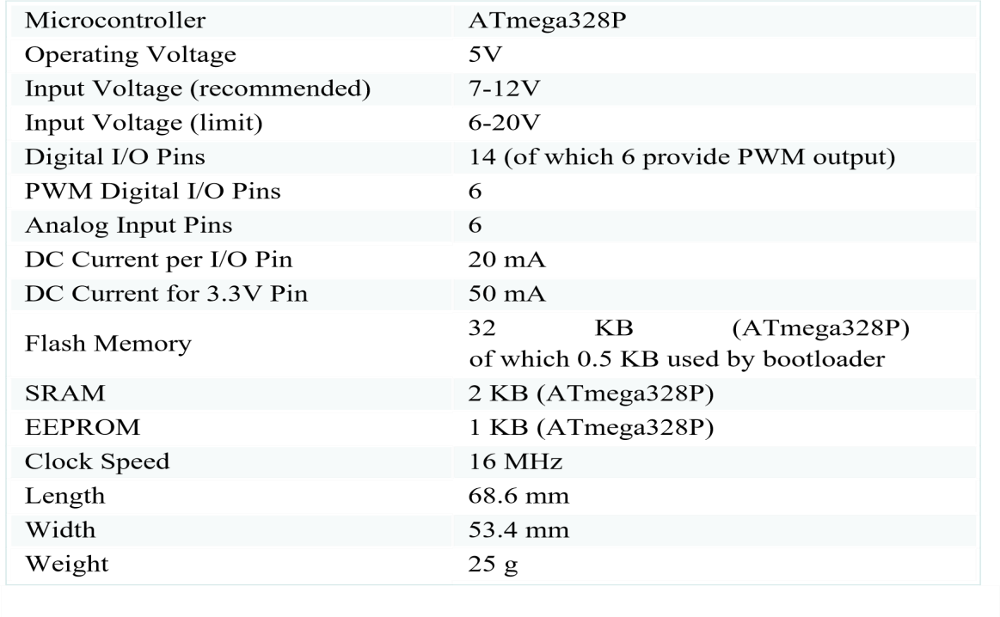 Microcontroller ATmega328P
Operating Voltage 5V
Input Voltage (recommended) 7-12V
Input Voltage (limit) 6-20V
Digital I/O Pins 14 (of which 6 provide PWM output)
PWM Digital I/O Pins 6
Analog Input Pins 6
DC Current per I/O Pin 20 mA
DC Current for 3.3V Pin 50 mA
Flash Memory 32 KB (ATmega328P)
of which 0.5 KB used by bootloader
SRAM 2 KB (ATmega328P)
EEPROM 1 KB (ATmega328P)
Clock Speed 16 MHz
Length 68.6 mm
Width 53.4 mm
Weight 25 g